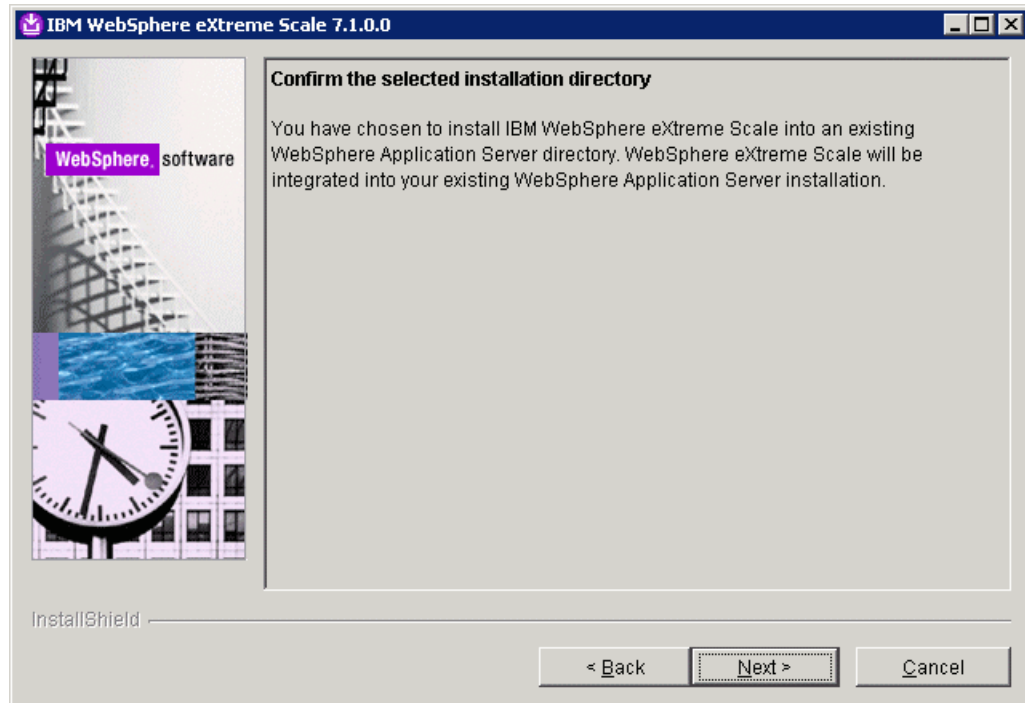 IBM WebSphere eXtreme Scale 7.1.0.0
WebSphere. software
Confirm the selected installation directory
You have chosen to install IBM WebSphere eXtreme Scale into an existing
WebSphere Application Server directory. WebSphere eXtreme Scale will be
integrated into your existing WebSphere Application Server installation.
InstallShield
< Back
Next >
Cancel